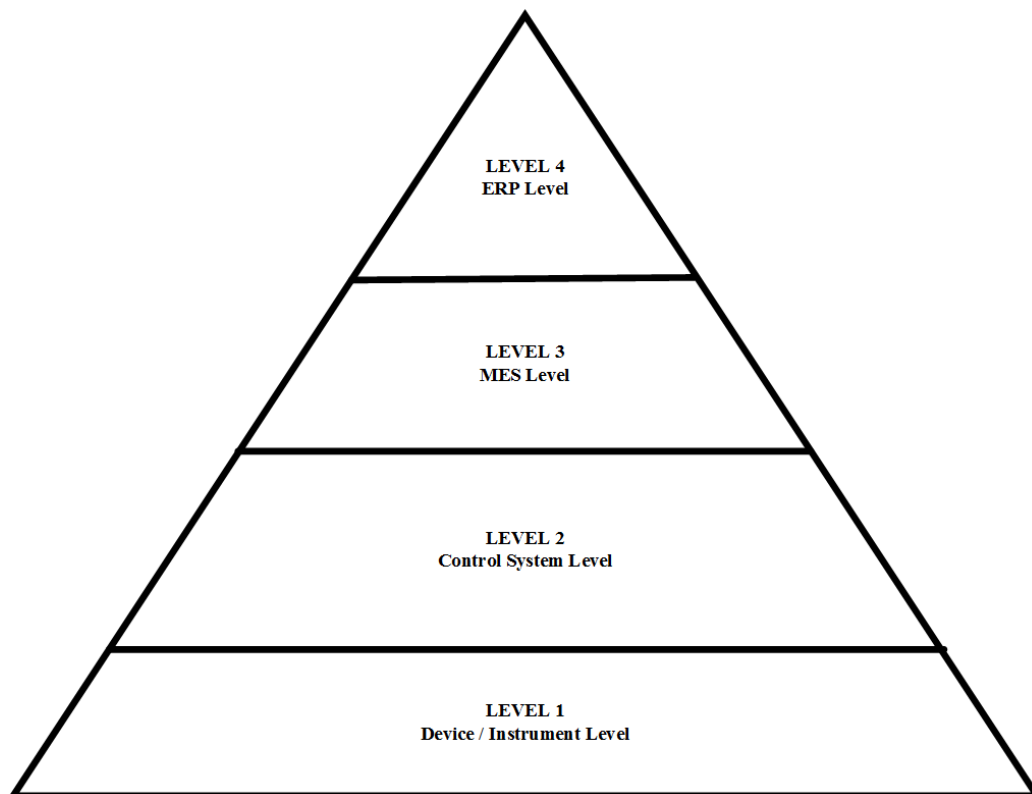 LEVEL 4
ERP Level
LEVEL 3
MES Level
LEVEL 2
Control System Level
LEVEL 1
Device / Instrument Level